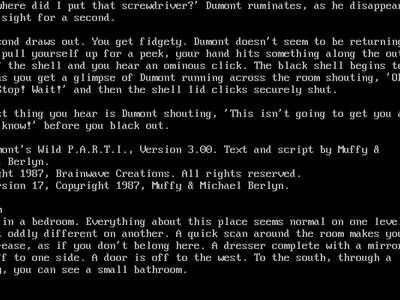 where did I put that screwdriver?' Dumont ruminates, as he disappear
sight for a second.
ond draws out. You get fidgety. Dumont doesn't seem to be returning
pull yourself up for a peek, your hand hits something along the out
the shell and you hear an ominous click. The black shell begins to
as you get a glimpse of Dumont running across the room shouting, 'O
Stop! Wait!' and then the shell lid clicks securely shut.
st thing you hear is Dumont shouting, 'This isn't going to get you a
know!' before you black out.
mont's Wild P.A.R.T.I., Version 3.00. Text and script by Muffy &
l Berlyn.
ght 1987, Brainwave Creations. All rights reserved.
rsion 17, Copyright 1987, Muffy & Michael Berlyn.
in a bedroom. Everything about this place seems normal on one leve
t oddly different on another. A quick scan around the room makes you
-ease, as if you don't belong here. A dresser complete with a mirror
ff to one side. A door is off to the west. To the south, through a
you can see a small bathroom.